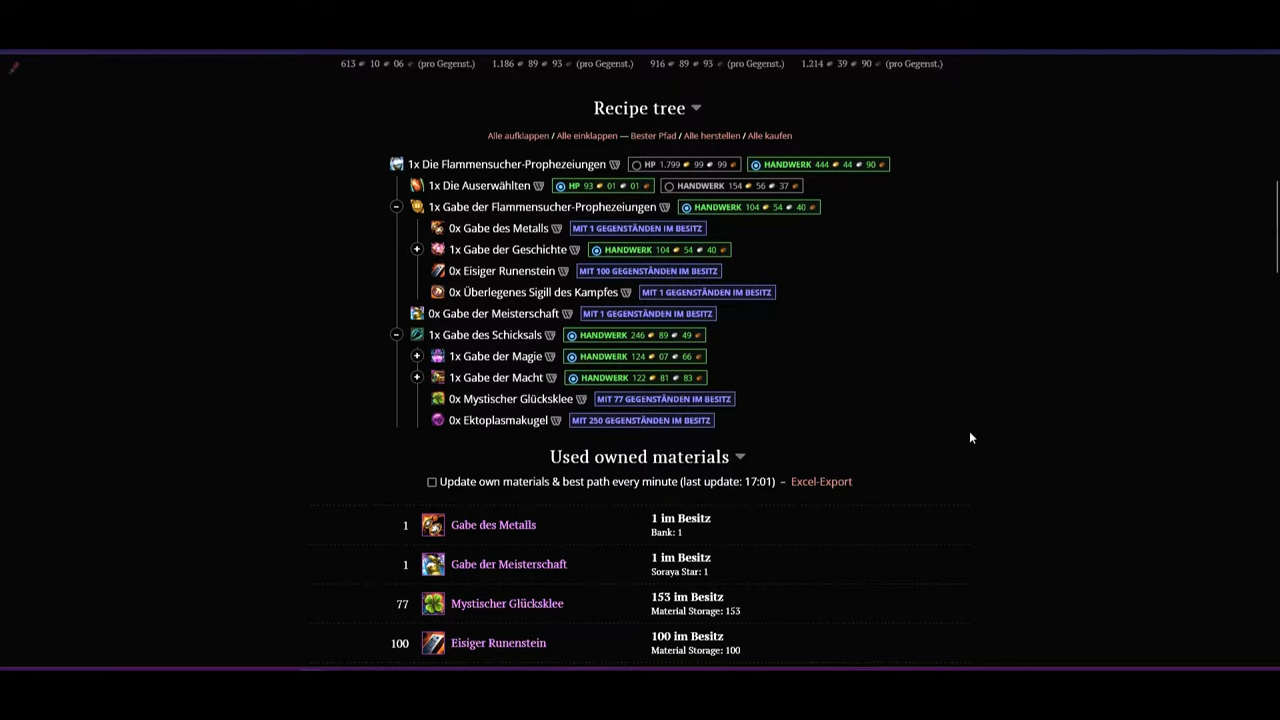 613 10 06 (pro Gegenst.) 1.186 89 93 (pro Gegenst.) 916 89 93 (pro Gegenst.) 1.214 39 90 (pro Gegenst.)
Recipe tree
Alle aufklappen / Alle einklappen — Bester Pfad / Alle herstellen / Alle kaufen
1x Die Flammensucher-Prophezeiungen HP 1.799 99 99 HANDWERK 444 44 90
1x Die Auserwählten HP 93 01 01 HANDWERK 154 56 37
1x Gabe der Flammensucher-Prophezeiungen HANDWERK 104 54 40
0x Gabe des Metalls MIT 1 GEGENSTÄNDEN IM BESITZ
1x Gabe der Geschichte HANDWERK 104 54 40
0x Eisiger Runenstein MIT 100 GEGENSTÄNDEN IM BESITZ
0x Überlegenes Sigill des Kampfes MIT 1 GEGENSTÄNDEN IM BESITZ
0x Gabe der Meisterschaft MIT 1 GEGENSTÄNDEN IM BESITZ
1x Gabe des Schicksals HANDWERK 246 89 49
1x Gabe der Magie HANDWERK 124 07 66
1x Gabe der Macht HANDWERK 122 81 83
0x Mystischer Glücksklee MIT 77 GEGENSTÄNDEN IM BESITZ
0x Ektoplasmakugel MIT 250 GEGENSTÄNDEN IM BESITZ
Used owned materials
Update own materials & best path every minute (last update: 17:01) – Excel-Export
1 Gabe des Metalls 1 im Besitz
Bank: 1
1 Gabe der Meisterschaft 1 im Besitz
Soraya Star: 1
77 Mystischer Glücksklee 153 im Besitz
Material Storage: 153
100 Eisiger Runenstein 100 im Besitz
Material Storage: 100